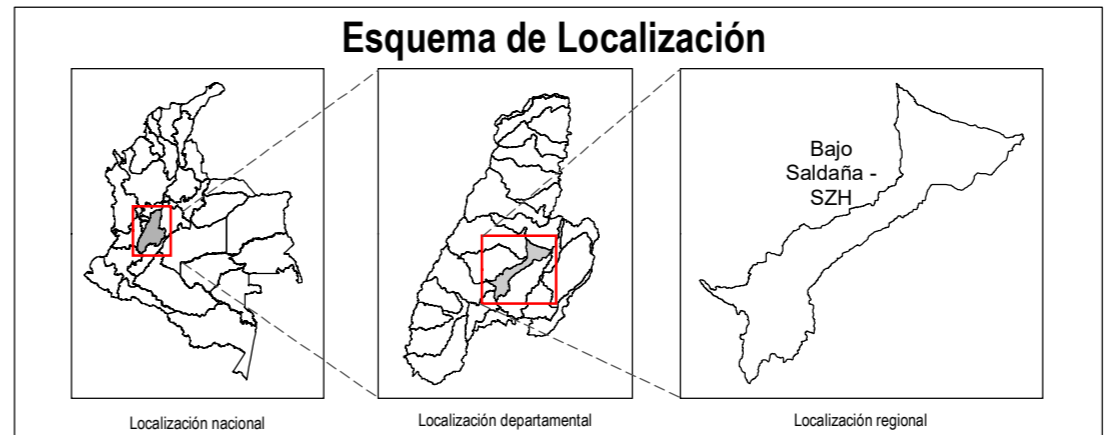 Esquema de Localización
Bajo
Saldaña -
SZH
Localización nacional
Localización departamental
Localización regional